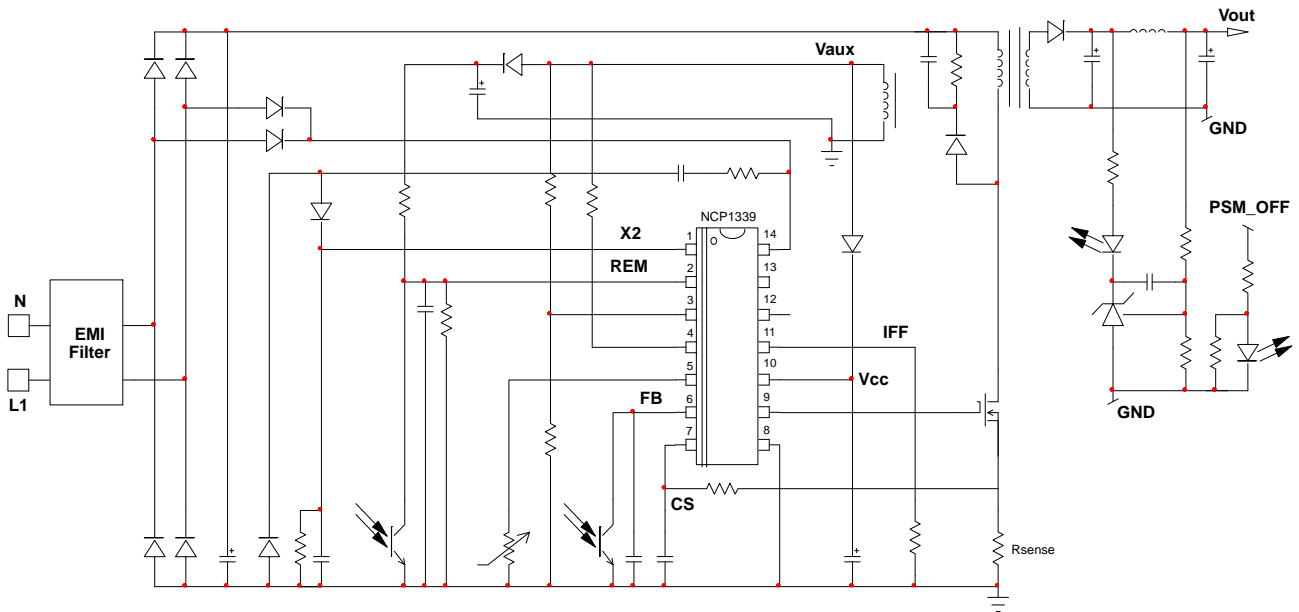 Vout
Vaux
GND
NCP1339
PSM_OFF
X2
1
14
REM
2
13
3
12
N
EMI
Filter
4
11
IFF
5
10
Vcc
L1
FB
6
9
GND
7
8
CS
Rsense
+
+
+
+
+